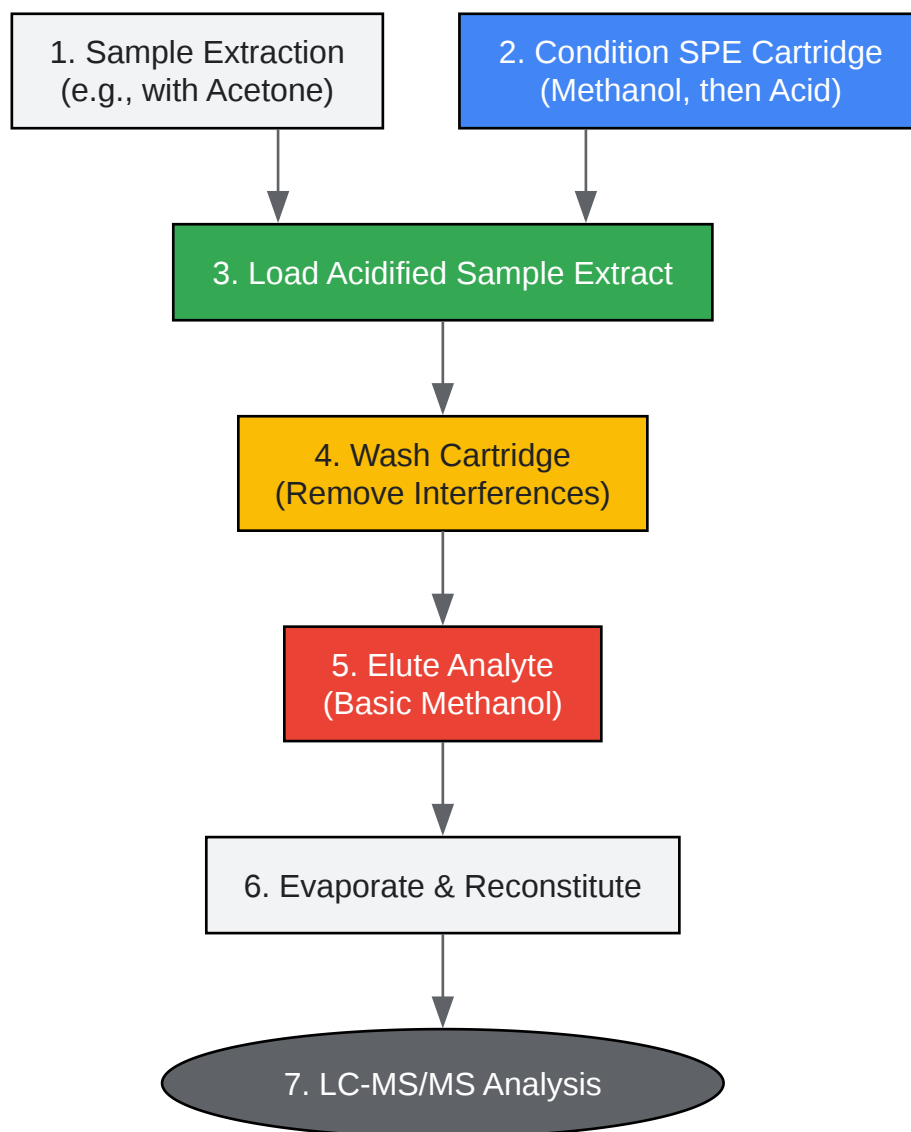 1. Sample Extraction
(e.g., with Acetone)
2. Condition SPE Cartridge
(Methanol, then Acid)
3. Load Acidified Sample Extract
4. Wash Cartridge
(Remove Interferences)
5. Elute Analyte
(Basic Methanol)
6. Evaporate & Reconstitute
7. LC-MS/MS Analysis